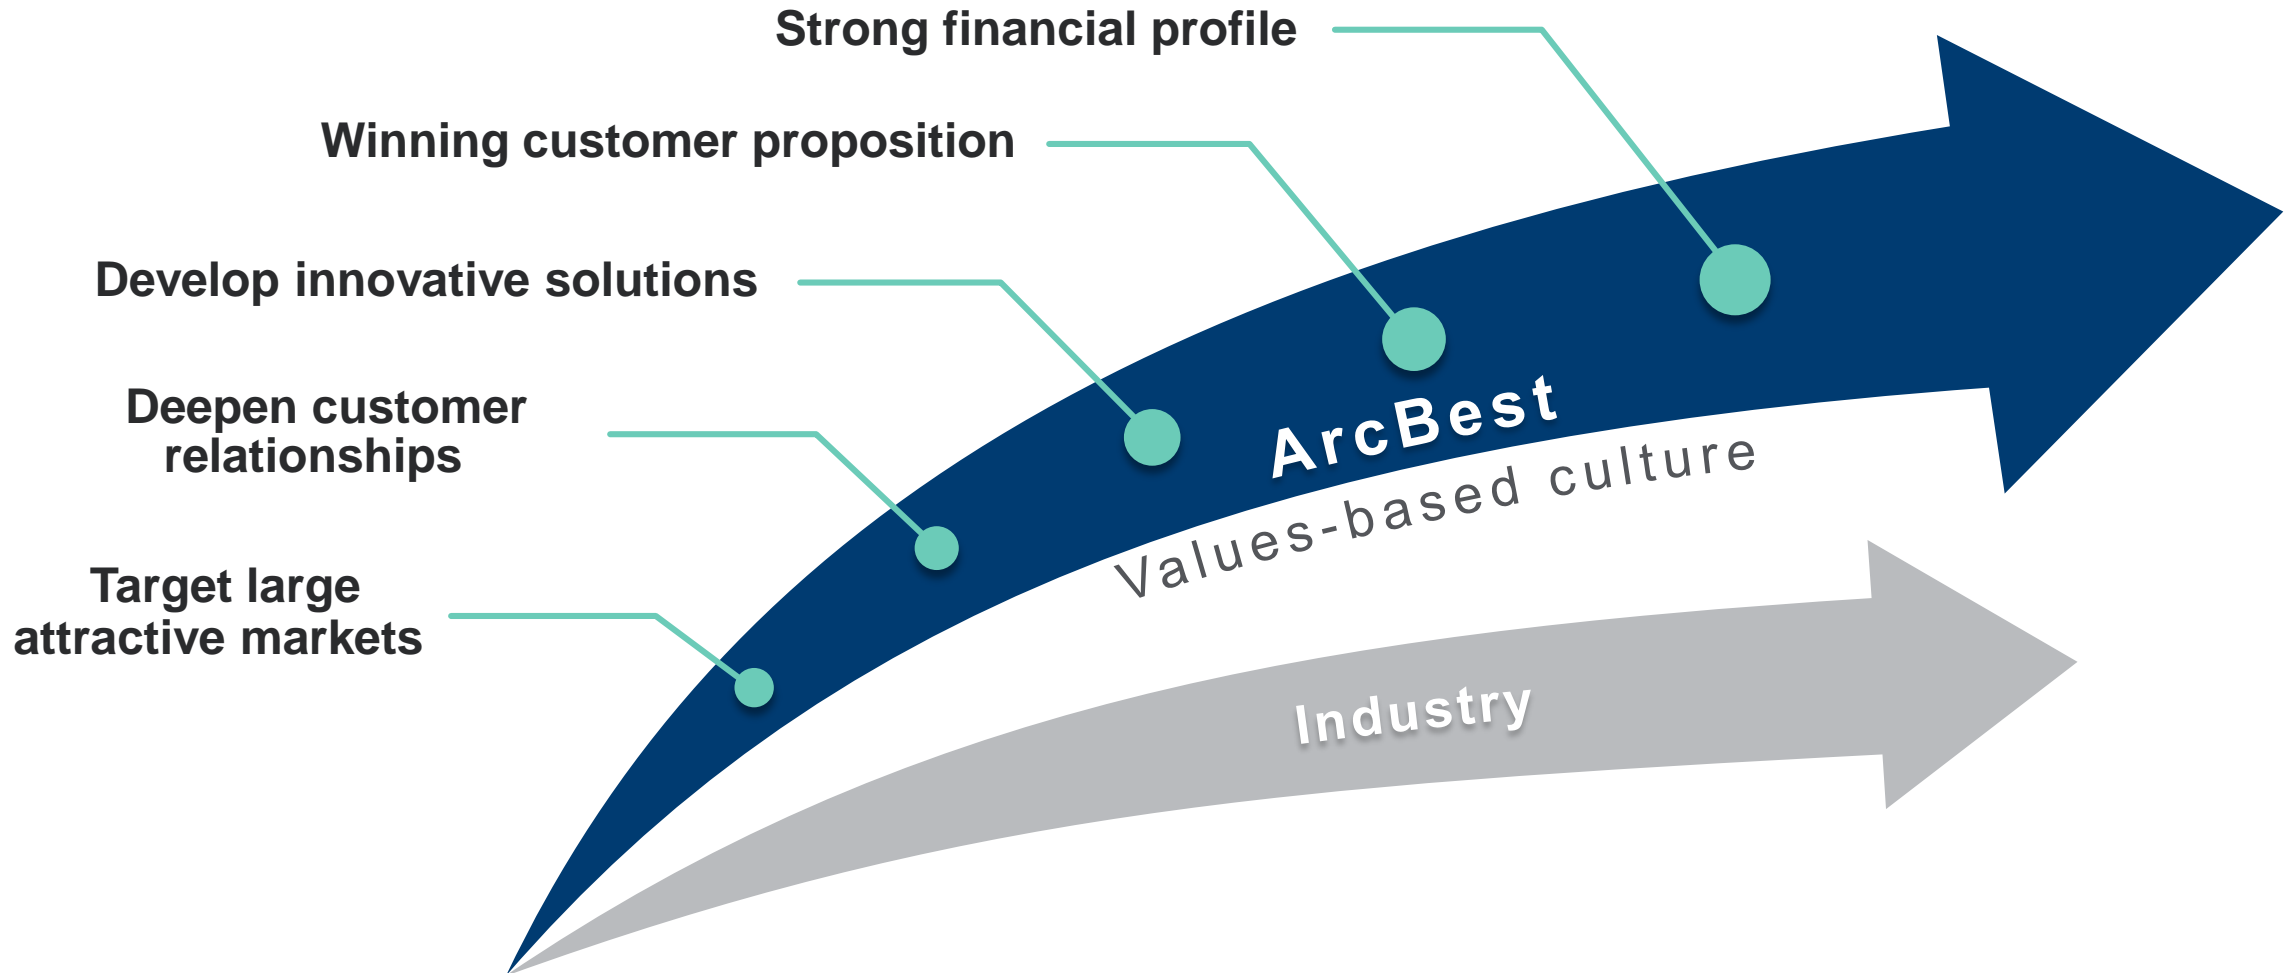 Strong financial profile
Winning customer proposition
Develop innovative solutions
Deepen customer
relationships
Target large
attractive markets
ArcBest
Values-based culture
Industry